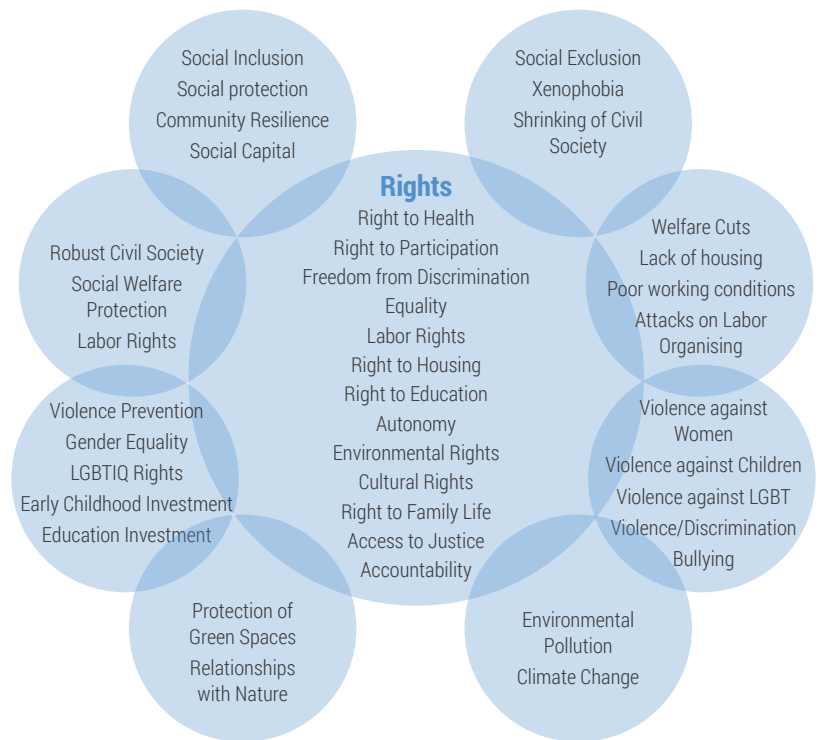 Social Inclusion
Social protection
Community Resilience
Social Capital
Social Exclusion
Xenophobia
Shrinking of Civil
Society
Rights
Right to Health
Right to Participation
Freedom from Discrimination
Equality
Labor Rights
Right to Housing
Right to Education
Autonomy
Environmental Rights
Cultural Rights
Right to Family Life
Access to Justice
Accountability
Robust Civil Society
Social Welfare
Protection
Labor Rights
Welfare Cuts
Lack of housing
Poor working conditions
Attacks on Labor
Organising
Violence Prevention
Gender Equality
LGBTIQ Rights
Early Childhood Investment
Education Investment
Violence against
Women
Violence against Children
Violence against LGBT
Violence/Discrimination
Bullying
Protection of
Green Spaces
Relationships
with Nature
Environmental
Pollution
Climate Change